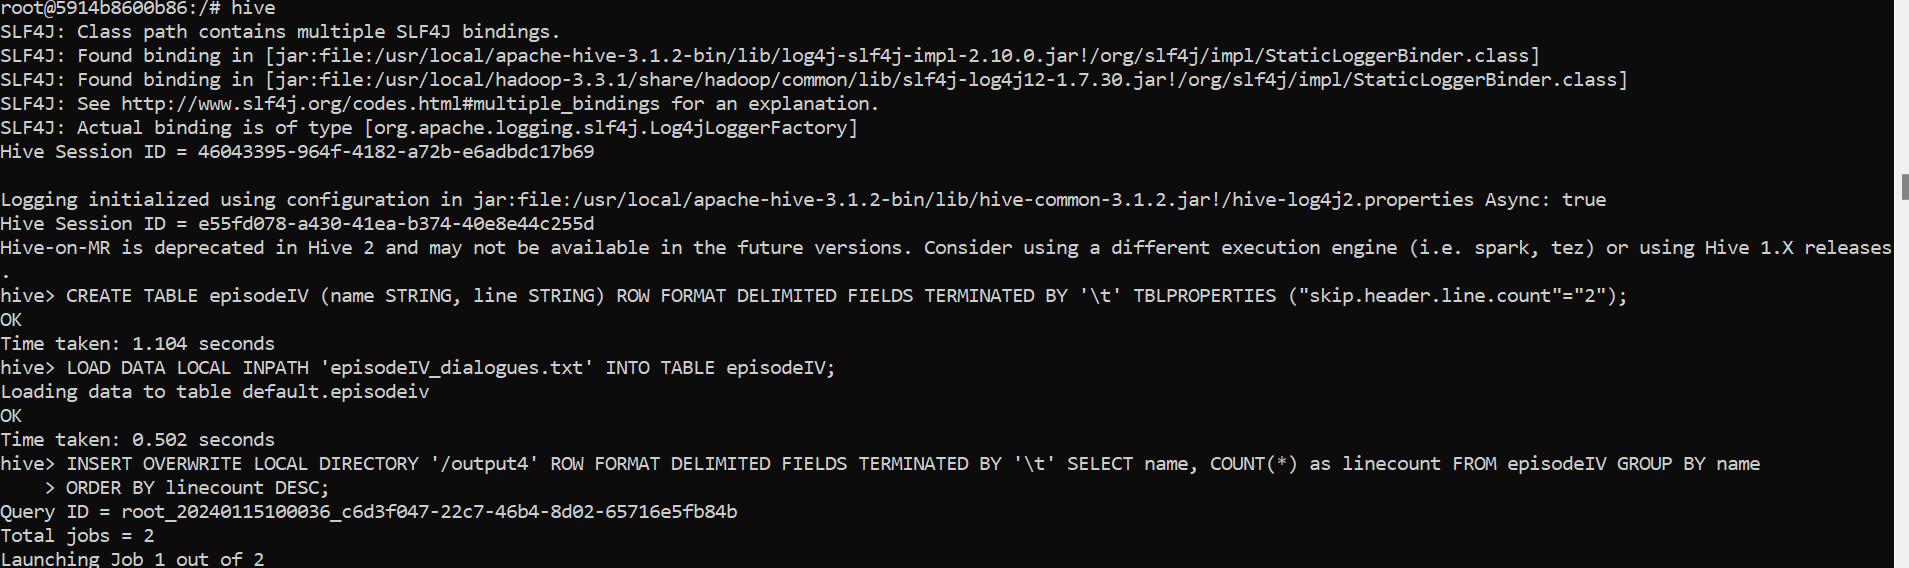 root@5914b8600b86:/# hive
SLF4J: Class path contains multiple SLF4J bindings.
SLF4J: Found binding in [jar:file:/usr/local/apache-hive-3.1.2-bin/lib/log4j-slf4j-impl-2.10.0.jar!/org/slf4j/impl/StaticLoggerBinder.class]
SLF4J: Found binding in [jar:file:/usr/local/hadoop-3.3.1/share/hadoop/common/lib/slf4j-log4j12-1.7.30.jar!/org/slf4j/impl/StaticLoggerBinder.class]
SLF4J: See http://www.slf4j.org/codes.html#multiple_bindings for an explanation.
SLF4J: Actual binding is of type [org.apache.logging.slf4j.Log4jLoggerFactory]
Hive Session ID = 46043395-964f-4182-a72b-e6adbdc17b69
Logging initialized using configuration in jar:file:/usr/local/apache-hive-3.1.2-bin/lib/hive-common-3.1.2.jar!/hive-log4j2.properties Async: true
Hive Session ID = e55fd078-a430-41ea-b374-40e8e44c255d
Hive-on-MR is deprecated in Hive 2 and may not be available in the future versions. Consider using a different execution engine (i.e. spark, tez) or using Hive 1.X releases
.
hive> CREATE TABLE episodeIV (name STRING, line STRING) ROW FORMAT DELIMITED FIELDS TERMINATED BY '\t' TBLPROPERTIES ("skip.header.line.count"="2");
OK
Time taken: 1.104 seconds
hive> LOAD DATA LOCAL INPATH 'episodeIV_dialogues.txt' INTO TABLE episodeIV;
Loading data to table default.episodeiv
OK
Time taken: 0.502 seconds
hive> INSERT OVERWRITE LOCAL DIRECTORY '/output4' ROW FORMAT DELIMITED FIELDS TERMINATED BY '\t' SELECT name, COUNT(*) as linecount FROM episodeIV GROUP BY name
    > ORDER BY linecount DESC;
Query ID = root_20240115100036_c6d3f047-22c7-46b4-8d02-65716e5fb84b
Total jobs = 2
Launching Job 1 out of 2